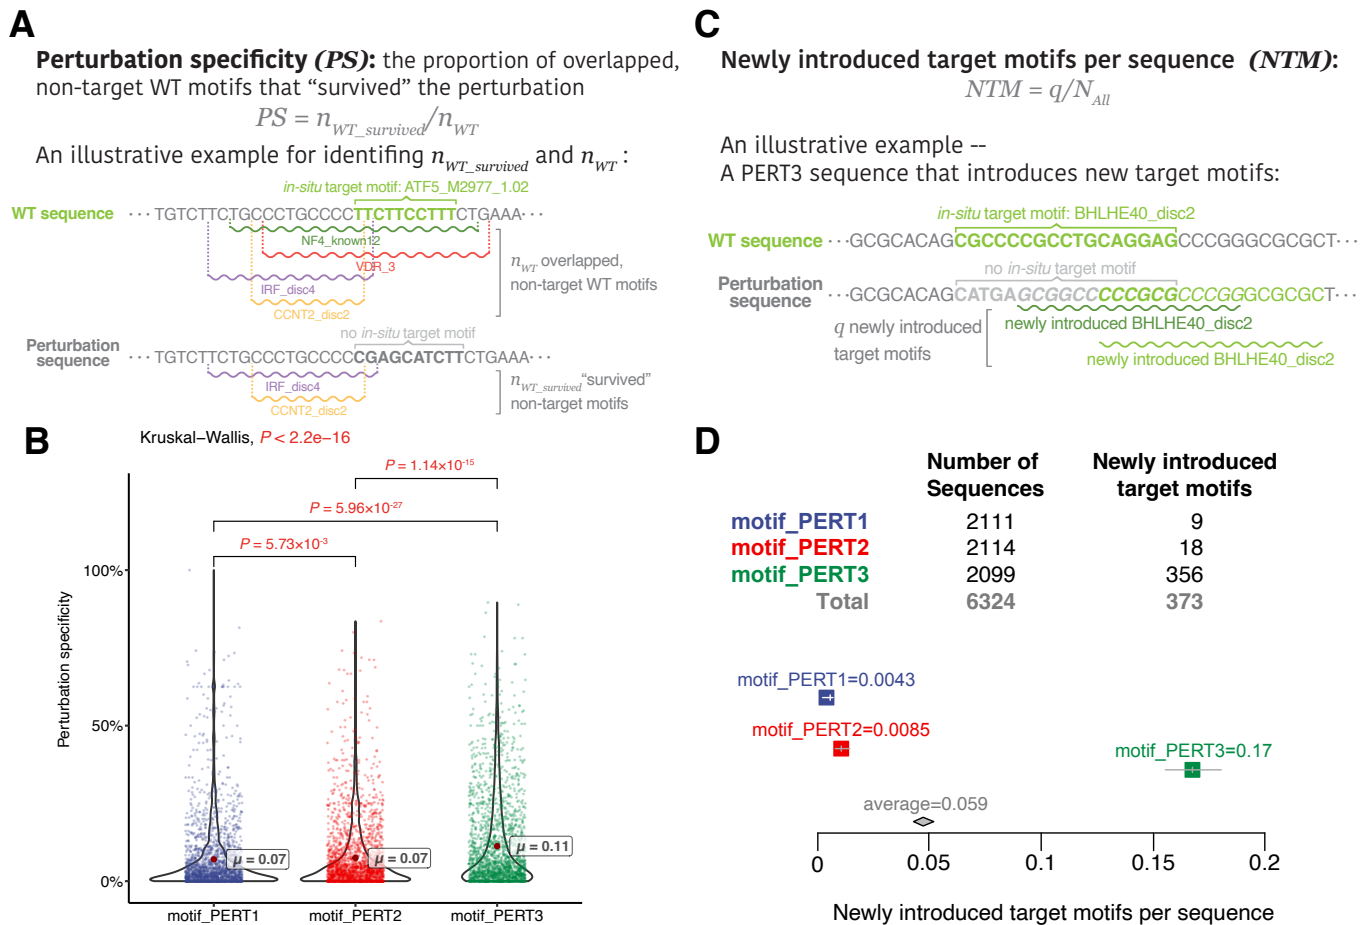 A
Perturbation specificity (PS): the proportion of overlapped,
non-target WT motifs that “survived” the perturbation
PS = n_WT_survived/n_WT
An illustrative example for identifing n_WT_survived and n_WT :
in-situ target motif: ATF5_M2977_1.02
WT sequence
···TGTCTTCTGCCCTGCCCCTTCTTCCTTTCTGAAA···
NF4_known12
VDR_3
IRF_disc4
CCNT2_disc2
n_WT overlapped,
non-target WT motifs
no in-situ target motif
Perturbation
sequence
···TGTCTTCTGCCCTGCCCCCGAGCATCTTCTGAAA···
IRF_disc4
CCNT2_disc2
n_WT_survived “survived”
non-target motifs
B
Kruskal−Wallis, P < 2.2e−16
P = 1.14×10-15
P = 5.96×10-27
P = 5.73×10-3
Perturbation specificity
100%
50%
0%
μ = 0.07
μ = 0.07
μ = 0.11
motif_PERT1
motif_PERT2
motif_PERT3
C
Newly introduced target motifs per sequence (NTM):
NTM = q/N_All
An illustrative example --
A PERT3 sequence that introduces new target motifs:
in-situ target motif: BHLHE40_disc2
WT sequence
···GCGCACAGCGCCCCGCCTGCAGGAGCCCGGGCGCGCT···
no in-situ target motif
Perturbation
sequence
···GCGCACAGCATGAGCGGCCCCCGCGCCCGGGCGCGCT···
q newly introduced
target motifs
newly introduced BHLHE40_disc2
newly introduced BHLHE40_disc2
D
Number of Sequences Newly introduced target motifs
motif_PERT1 2111 9
motif_PERT2 2114 18
motif_PERT3 2099 356
Total 6324 373
motif_PERT1=0.0043
motif_PERT2=0.0085
motif_PERT3=0.17
average=0.059
0 0.05 0.1 0.15 0.2
Newly introduced target motifs per sequence